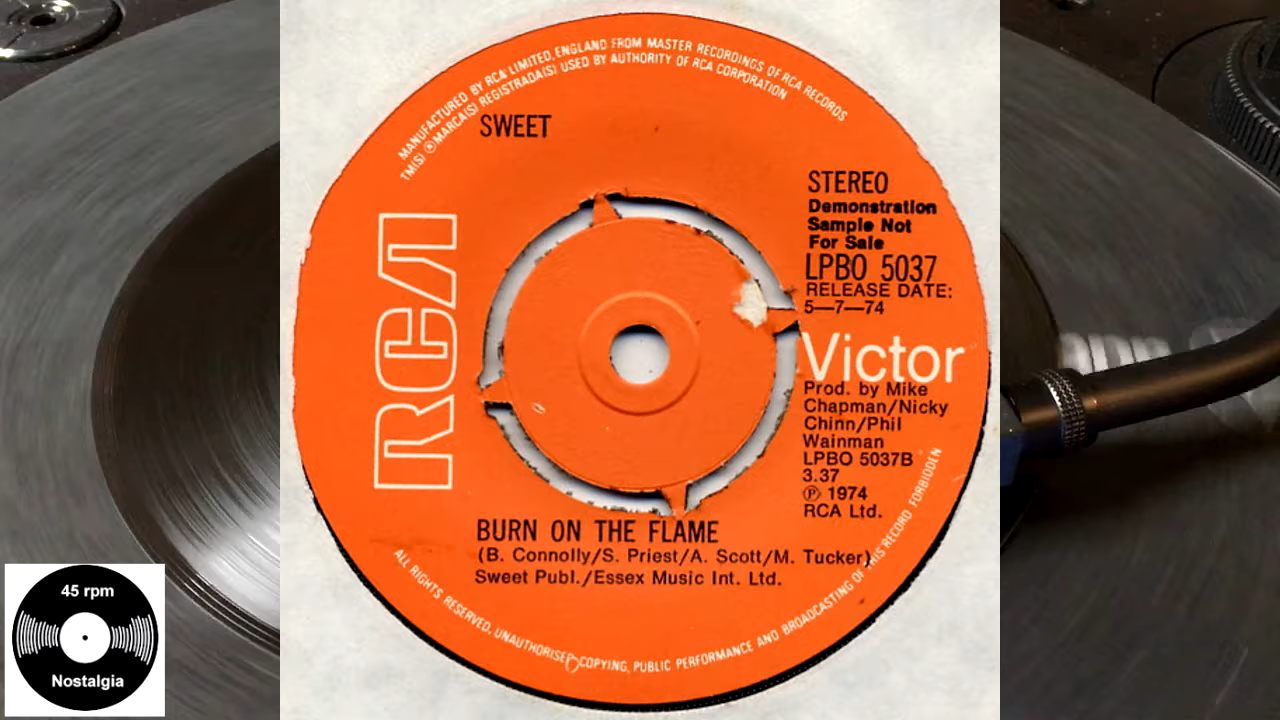 MANUFACTURED BY RCA LIMITED, ENGLAND FROM MASTER RECORDINGS OF RCA RECORDS
TM(S) ® MARCA(S) REGISTRADA(S) USED BY AUTHORITY OF RCA CORPORATION
SWEET
STEREO
Demonstration
Sample Not
For Sale
LPBO 5037
RELEASE DATE:
5—7—74
RCA
Victor
Prod. by Mike
Chapman/Nicky
Chinn/Phil
Wainman
LPBO 5037B
3.37
℗ 1974
RCA Ltd.
BURN ON THE FLAME
(B. Connolly/S. Priest/A. Scott/M. Tucker)
Sweet Publ./Essex Music Int. Ltd.
ALL RIGHTS RESERVED. UNAUTHORISED COPYING, PUBLIC PERFORMANCE AND BROADCASTING OF THIS RECORD FORBIDDEN
45 rpm
Nostalgia